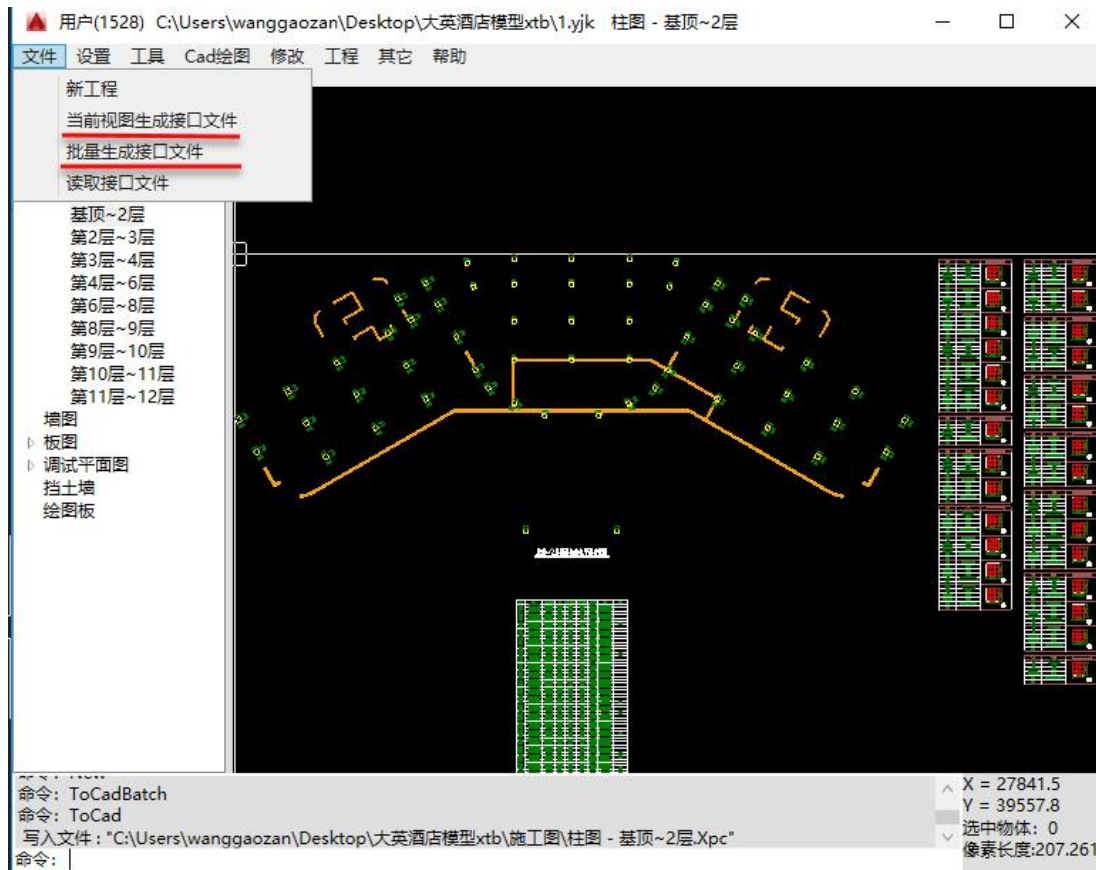 用户(1528) C:\Users\wanggaozan\Desktop\大英酒店模型xtb\1.yjk 柱图 - 基顶~2层
文件 设置 工具 Cad绘图 修改 工程 其它 帮助
新工程
当前视图生成接口文件
批量生成接口文件
读取接口文件
基顶~2层
第2层~3层
第3层~4层
第4层~6层
第6层~8层
第8层~9层
第9层~10层
第10层~11层
第11层~12层
墙图
板图
调试平面图
挡土墙
绘图板
命令: New
命令: ToCadBatch
命令: ToCad
写入文件 : "C:\Users\wanggaozan\Desktop\大英酒店模型xtb\施工图\柱图 - 基顶~2层.Xpc"
命令:
X = 27841.5
Y = 39557.8
选中物体: 0
像素长度:207.261